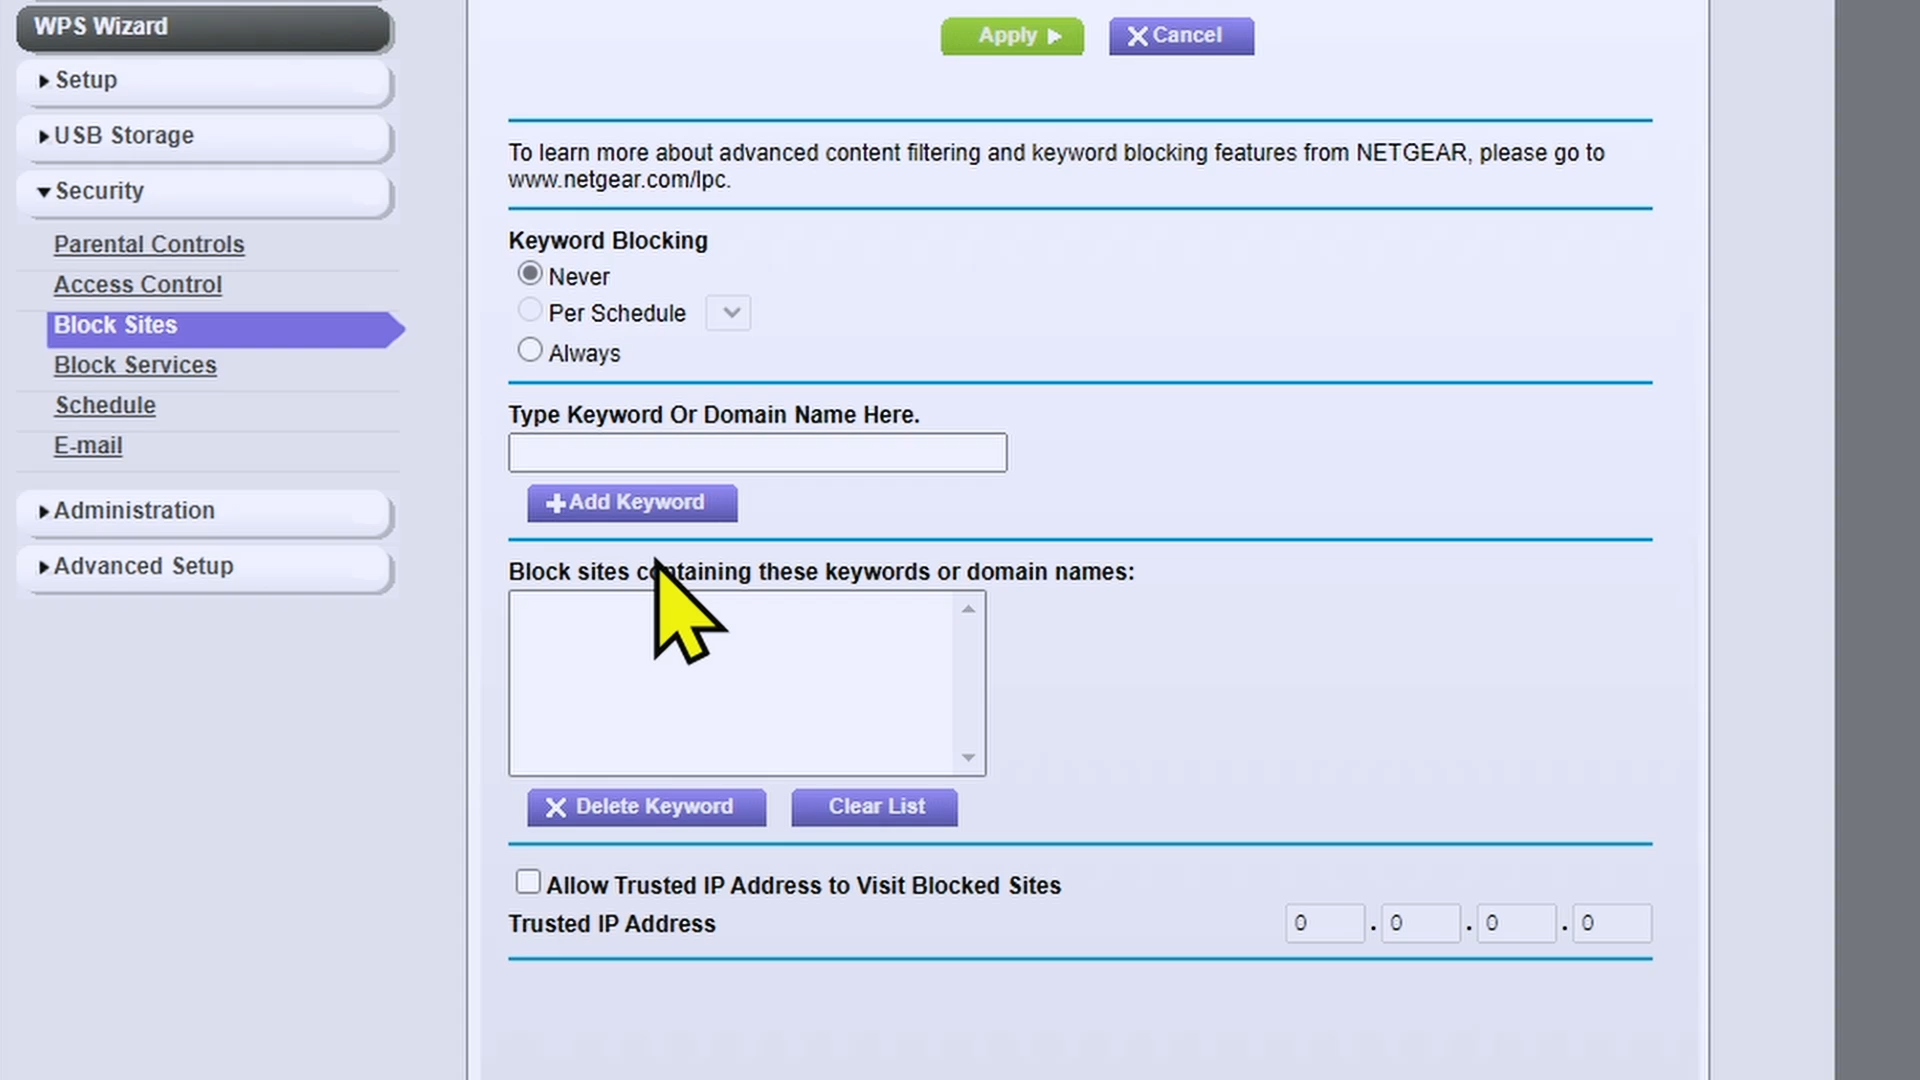 WPS Wizard
Setup
USB Storage
Security
Parental Controls
Access Control
Block Sites
Block Services
Schedule
E-mail
Administration
Advanced Setup
Apply
Cancel
To learn more about advanced content filtering and keyword blocking features from NETGEAR, please go to
www.netgear.com/lpc.
Keyword Blocking
Never
Per Schedule
Always
Type Keyword Or Domain Name Here.
Add Keyword
Block sites containing these keywords or domain names:
Delete Keyword
Clear List
Allow Trusted IP Address to Visit Blocked Sites
Trusted IP Address
0 . 0 . 0 . 0